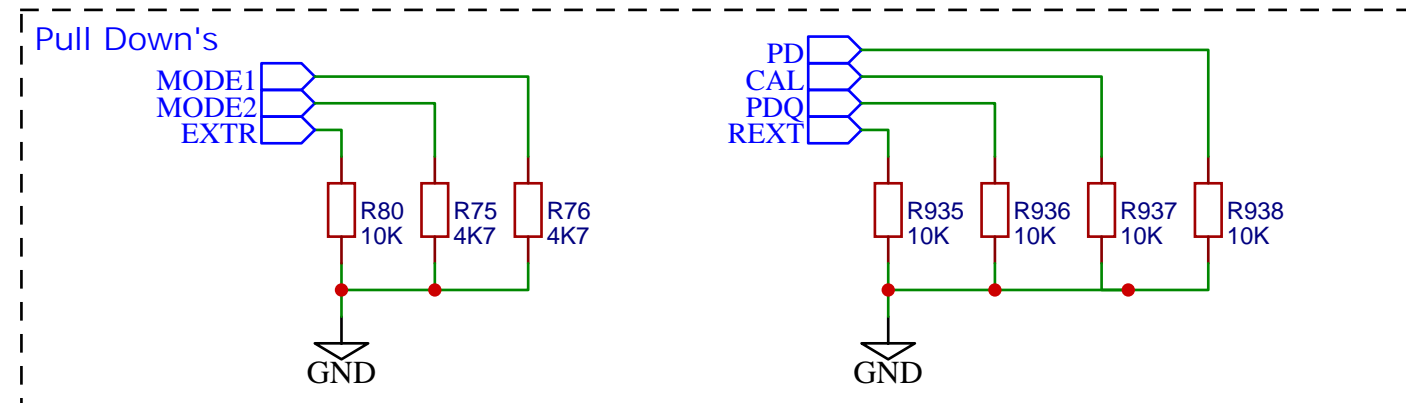 Pull Down's
MODE1
MODE2
EXTR
R80
10K
R75
4K7
R76
4K7
GND
PD
CAL
PDQ
REXT
R935
10K
R936
10K
R937
10K
R938
10K
GND